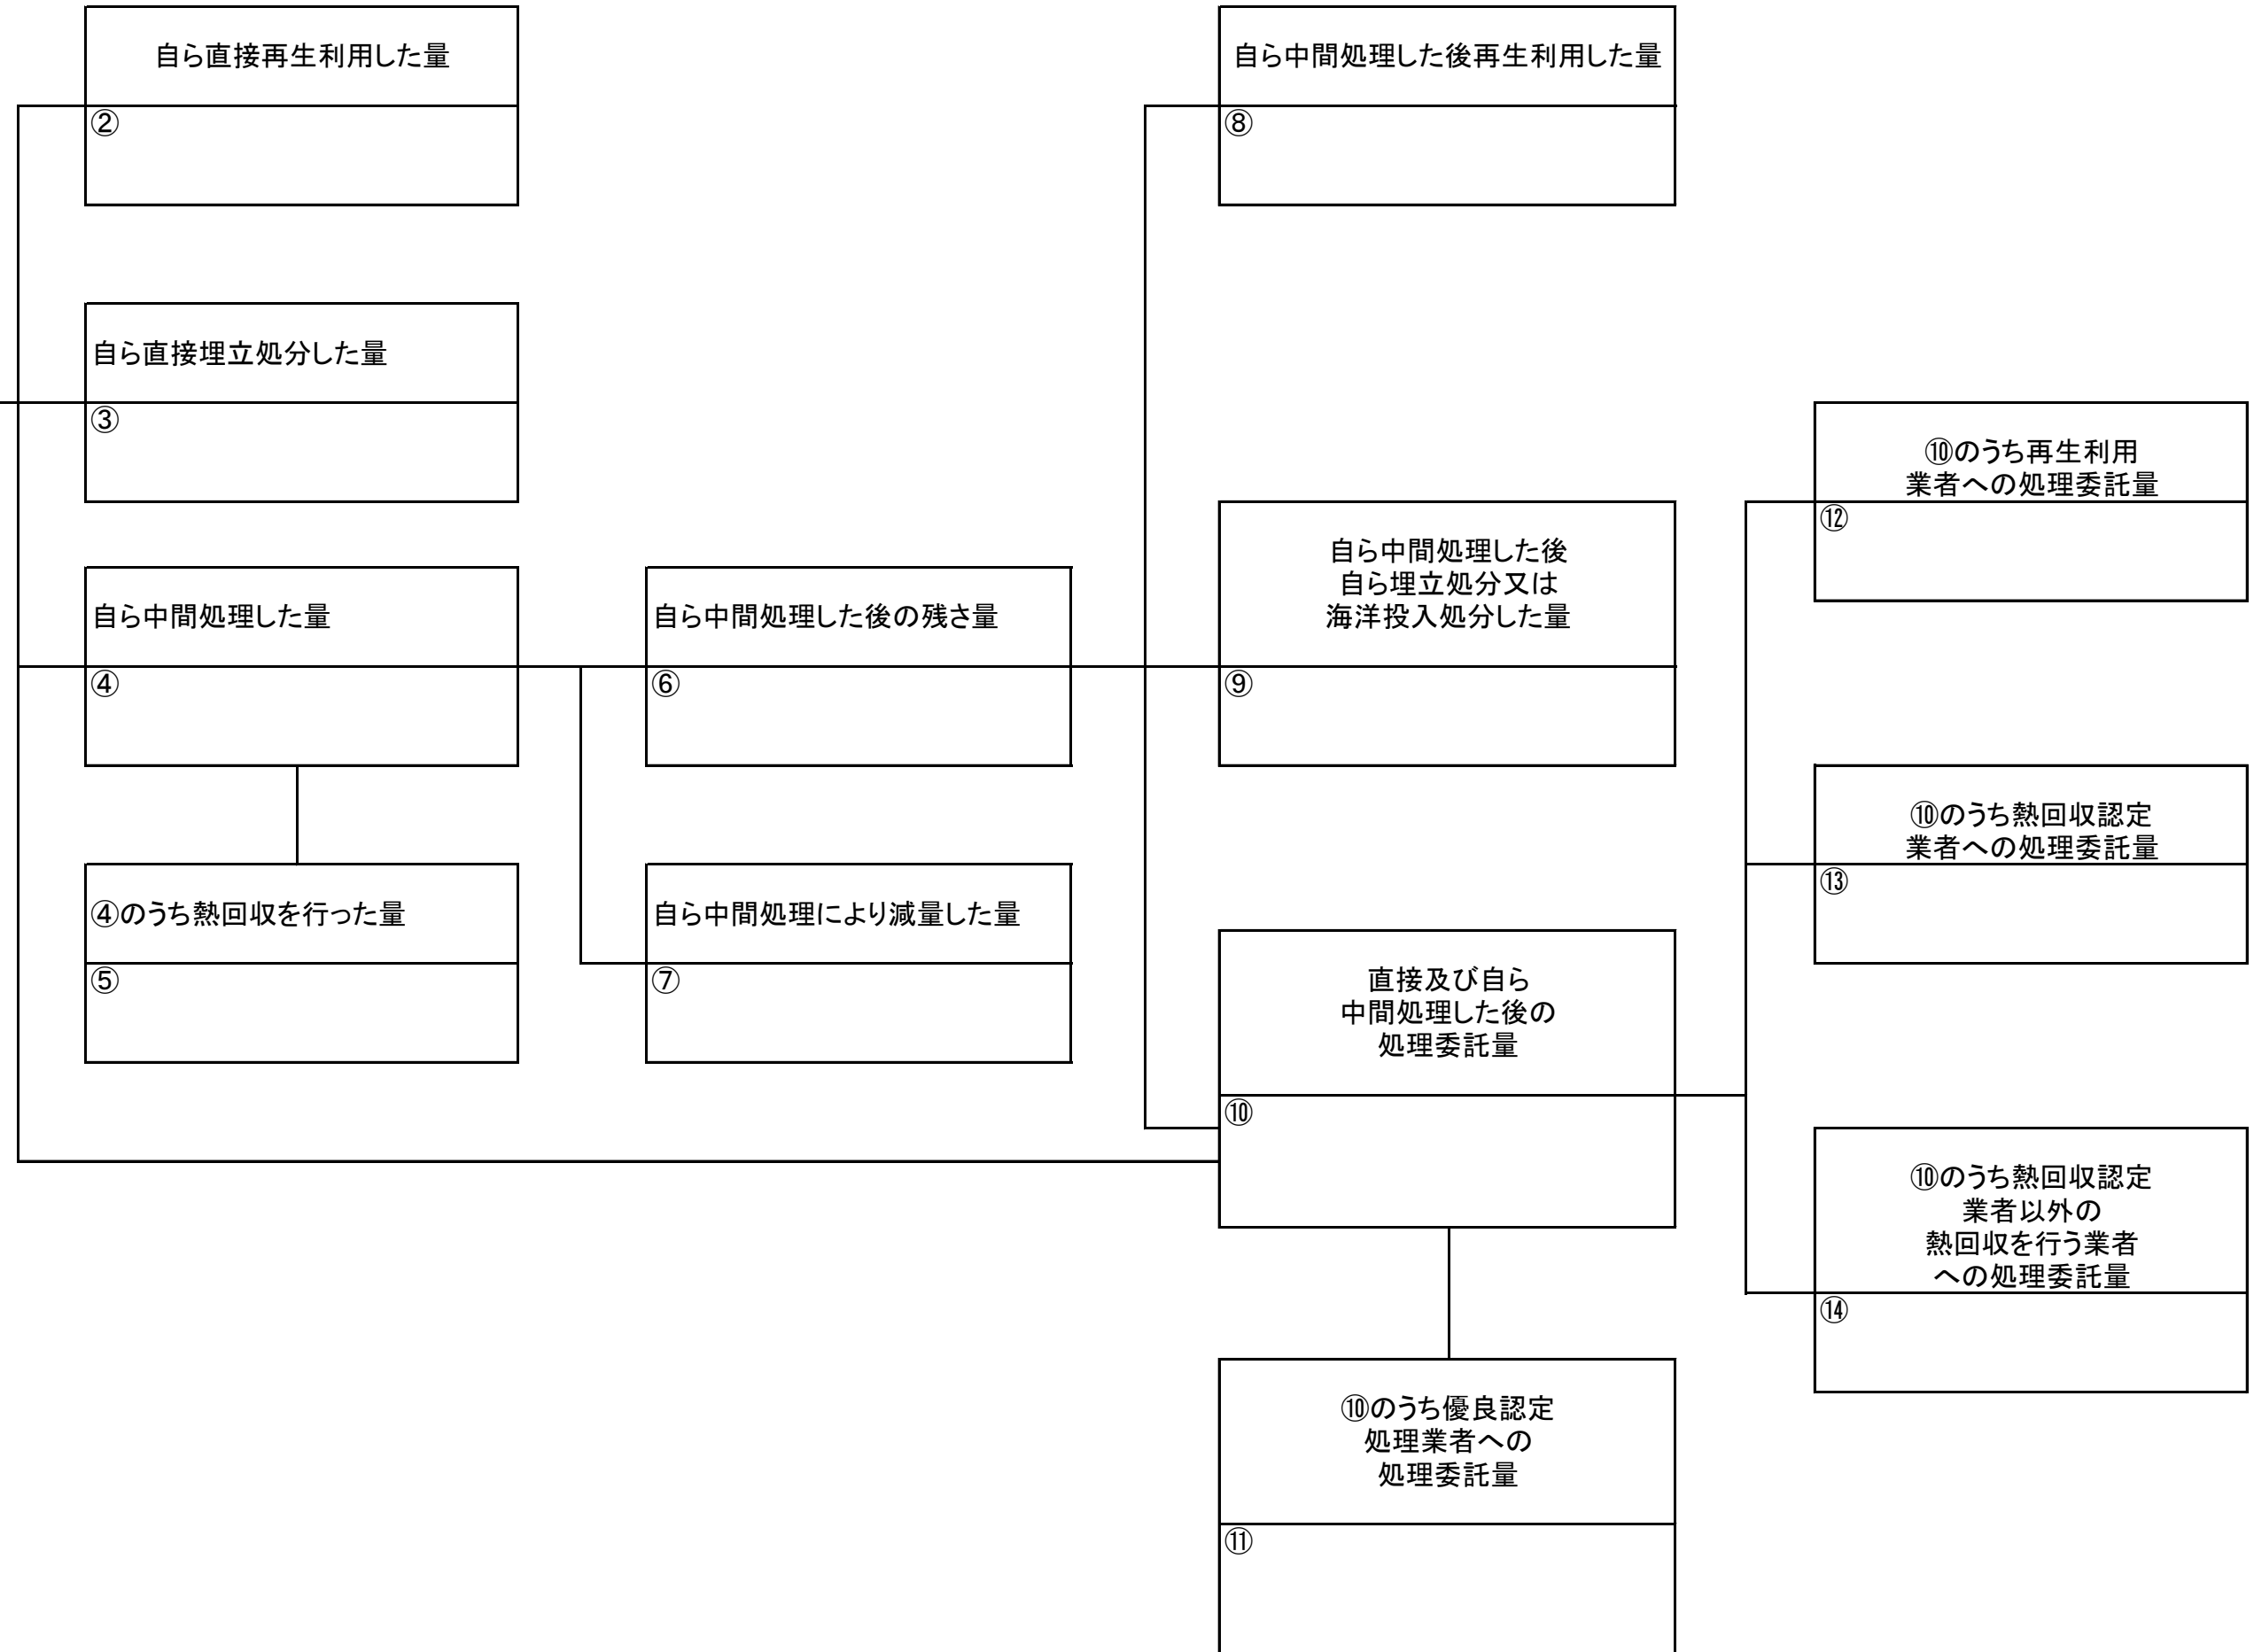 自ら直接再生利用した量
②
自ら中間処理した後再生利用した量
⑧
自ら直接埋立処分した量
③
⑩のうち再生利用
業者への処理委託量
⑫
自ら中間処理した量
④
自ら中間処理した後の残さ量
⑥
自ら中間処理した後
自ら埋立処分又は
海洋投入処分した量
⑨
⑩のうち熱回収認定
業者への処理委託量
⑬
④のうち熱回収を行った量
⑤
自ら中間処理により減量した量
⑦
直接及び自ら
中間処理した後の
処理委託量
⑩
⑩のうち熱回収認定
業者以外の
熱回収を行う業者
への処理委託量
⑭
⑩のうち優良認定
処理業者への
処理委託量
⑪